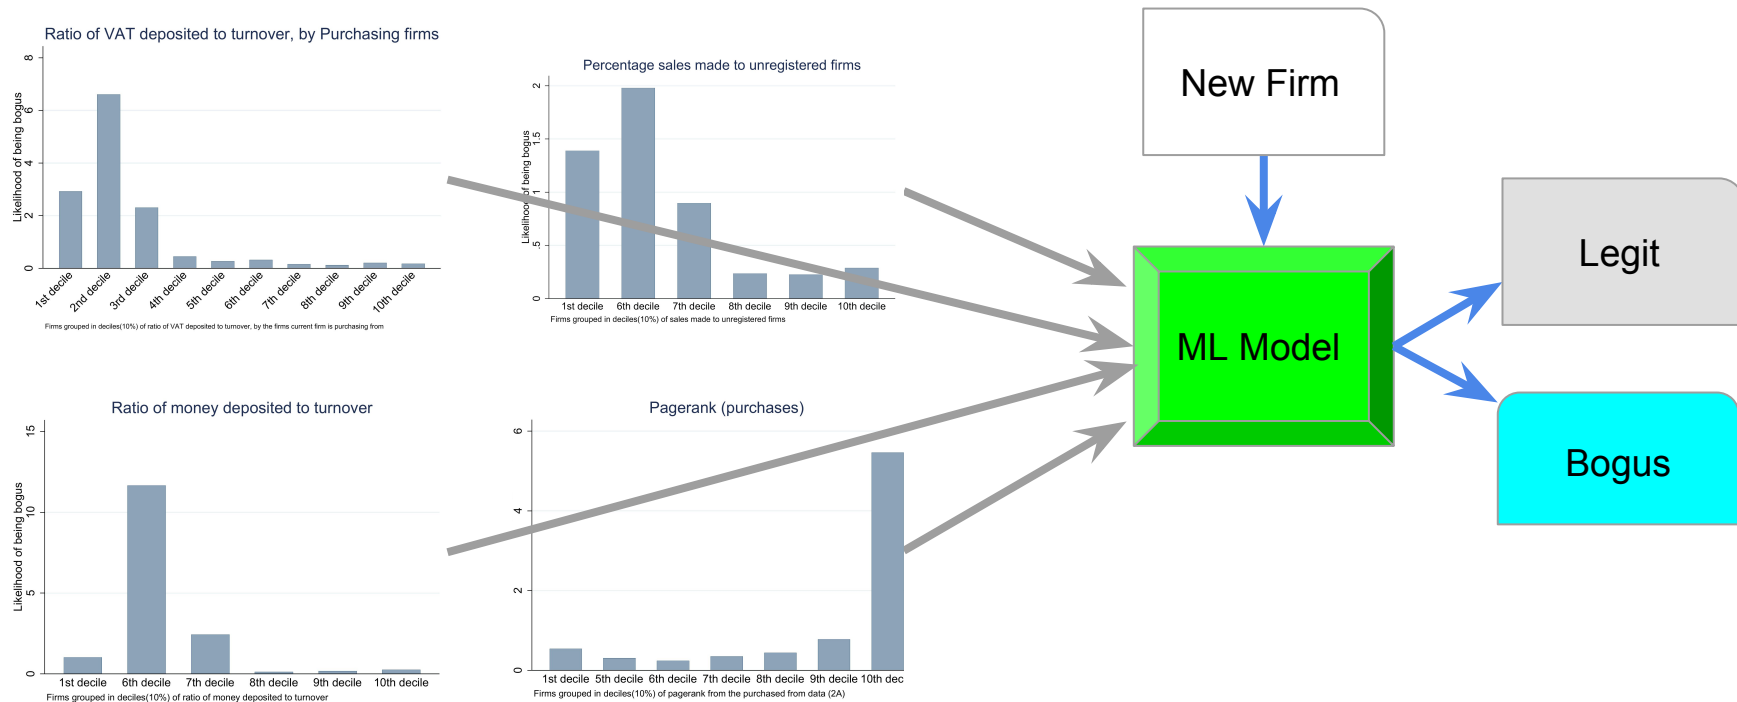 Ratio of VAT deposited to turnover, by Purchasing firms
Likelihood of being bogus
8
6
4
2
0
1st decile
2nd decile
3rd decile
4th decile
5th decile
6th decile
7th decile
8th decile
9th decile
10th decile
Firms grouped in deciles(10%) of ratio of VAT deposited to turnover, by the firms current firm is purchasing from
Percentage sales made to unregistered firms
Likelihood of being bogus
2
1.5
1
.5
0
1st decile
6th decile
7th decile
8th decile
9th decile
10th decile
Firms grouped in deciles(10%) of sales made to unregistered firms
Ratio of money deposited to turnover
Likelihood of being bogus
15
10
5
0
1st decile
6th decile
7th decile
8th decile
9th decile
10th decile
Firms grouped in deciles(10%) of ratio of money deposited to turnover
Pagerank (purchases)
6
4
2
0
1st decile
5th decile
6th decile
7th decile
8th decile
9th decile
10th dec
Firms grouped in deciles(10%) of pagerank from the purchased from data (2A)
New Firm
ML Model
Legit
Bogus